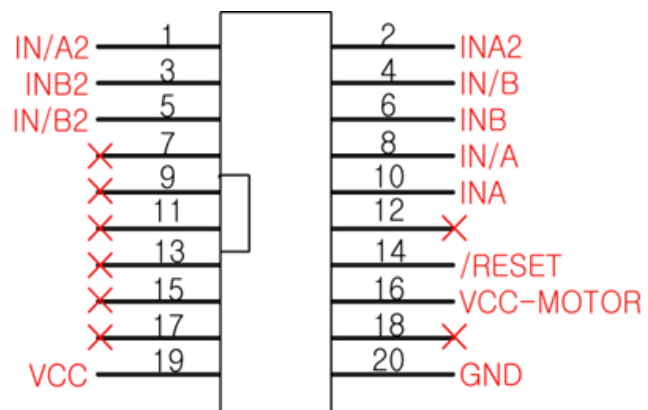 IN/A2 1 2 INA2
INB2 3 4 IN/B
IN/B2 5 6 INB
7 8 IN/A
9 10 INA
11 12
13 14 /RESET
15 16 VCC-MOTOR
17 18
VCC 19 20 GND